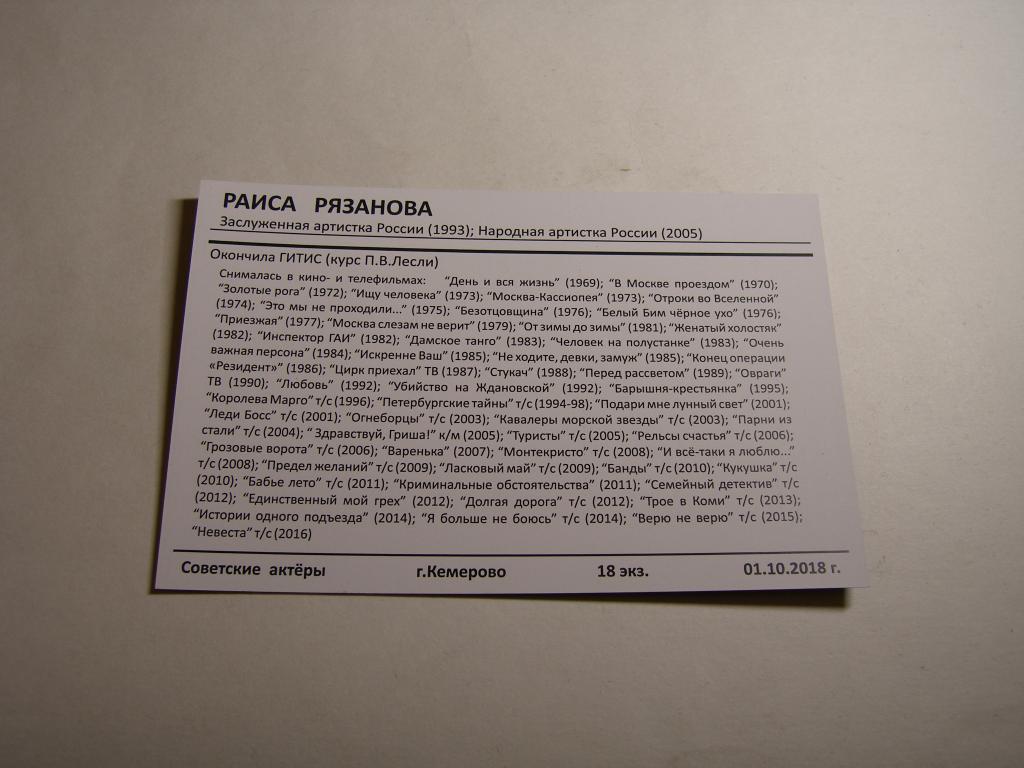 РАИСА РЯЗАНОВА
Заслуженная артистка России (1993); Народная артистка России (2005)
Окончила ГИТИС (курс П.В.Лесли)
Снималась в кино- и телефильмах: “День и вся жизнь” (1969); “В Москве проездом” (1970);
“Золотые рога” (1972); “Ищу человека” (1973); “Москва-Кассиопея” (1973); “Отроки во Вселенной”
(1974); “Это мы не проходили...” (1975); “Безотцовщина” (1976); “Белый Бим чёрное ухо” (1976);
“Приезжая” (1977); “Москва слезам не верит” (1979); “От зимы до зимы” (1981); “Женатый холостяк”
(1982); “Инспектор ГАИ” (1982); “Дамское танго” (1983); “Человек на полустанке” (1983); “Очень
важная персона” (1984); “Искренне Ваш” (1985); “Не ходите, девки, замуж” (1985); “Конец операции
«Резидент»” (1986); “Цирк приехал” ТВ (1987); “Стукач” (1988); “Перед рассветом” (1989); “Овраги”
ТВ (1990); “Любовь” (1992); “Убийство на Ждановской” (1992); “Барышня-крестьянка” (1995);
“Королева Марго” т/с (1996); “Петербургские тайны” т/с (1994-98); “Подари мне лунный свет” (2001);
“Леди Босс” т/с (2001); “Огнеборцы” т/с (2003); “Кавалеры морской звезды” т/с (2003); “Парни из
стали” т/с (2004); “ Здравствуй, Гриша!” к/м (2005); “Туристы” т/с (2005); “Рельсы счастья” т/с (2006);
“Грозовые ворота” т/с (2006); “Варенька” (2007); “Монтекристо” т/с (2008); “И всё-таки я люблю...”
т/с (2008); “Предел желаний” т/с (2009); “Ласковый май” т/с (2009); “Банды” т/с (2010); “Кукушка” т/с
(2010); “Бабье лето” т/с (2011); “Криминальные обстоятельства” (2011); “Семейный детектив” т/с
(2012); “Единственный мой грех” (2012); “Долгая дорога” т/с (2012); “Трое в Коми” т/с (2013);
“Истории одного подъезда” (2014); “Я больше не боюсь” т/с (2014); “Верю не верю” т/с (2015);
“Невеста” т/с (2016)
Советские актёры г.Кемерово 18 экз. 01.10.2018 г.